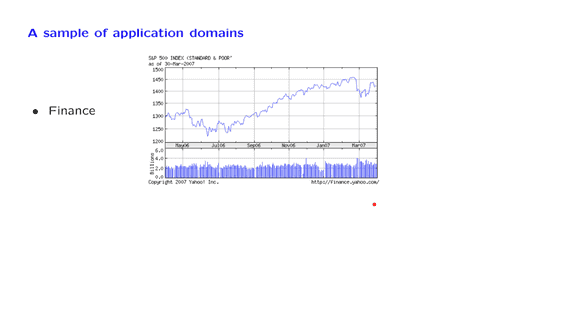 A sample of application domains
S&P 500 INDEX (STANDARD & POOR'
as of 30-Mar-2007
1500
1450
1400
1350
1300
1250
1200
May06 Jul06 Sep06 Nov06 Jan07 Mar07
6.0
4.0
2.0
0.0
Billions
Copyright 2007 Yahoo! Inc. http://finance.yahoo.com/
• Finance